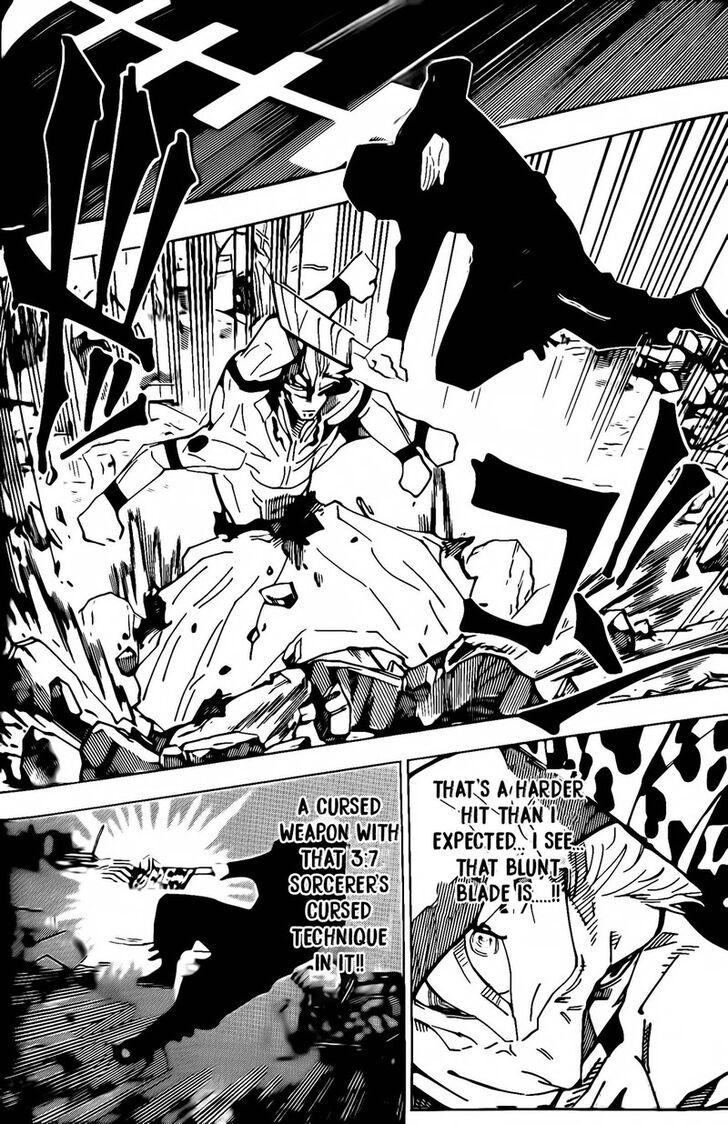 THAT'S A HARDER
HIT THAN I
EXPECTED... I SEE...
THAT BLUNT
BLADE IS.....!!
A CURSED
WEAPON WITH
THAT 3:7
SORCERER'S
CURSED
TECHNIQUE
IN IT!!